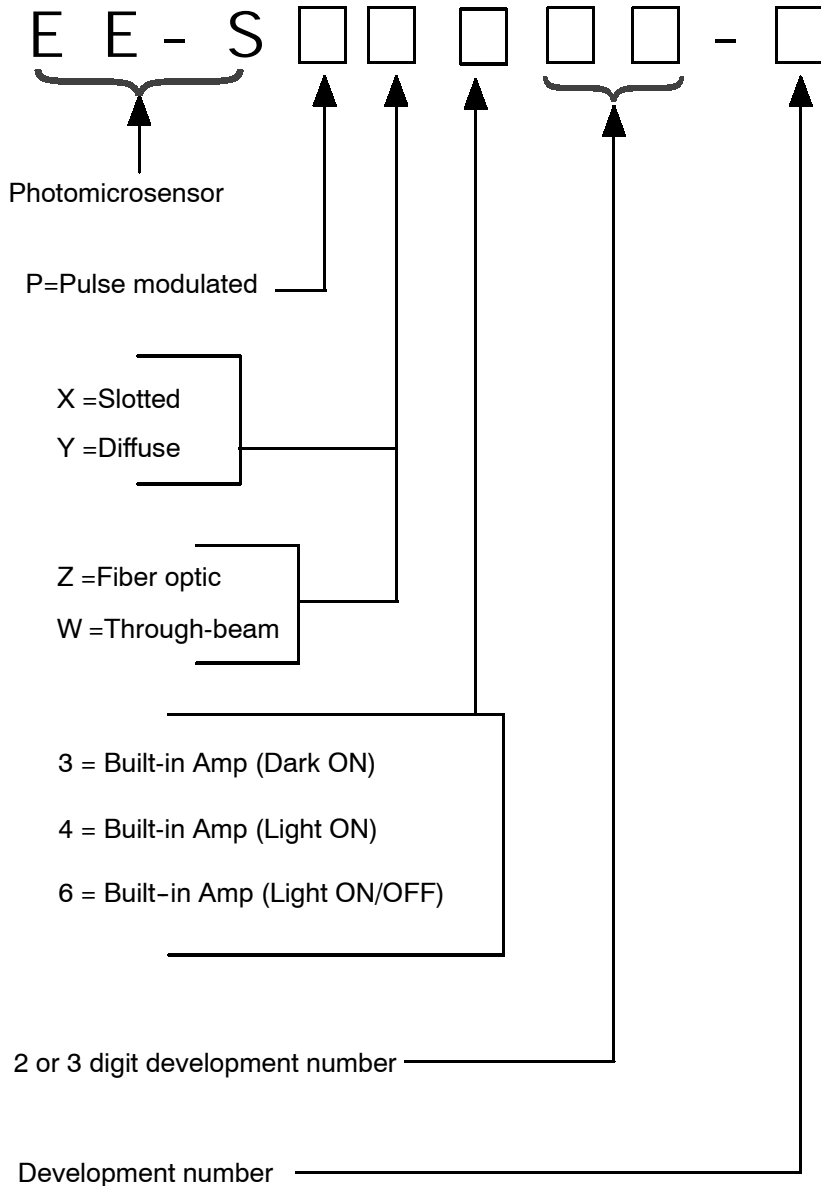 E E - S □ □ □ □ □ - □
Photomicrosensor
P=Pulse modulated
X =Slotted
Y =Diffuse
Z =Fiber optic
W =Through-beam
3 = Built-in Amp (Dark ON)
4 = Built-in Amp (Light ON)
6 = Built-in Amp (Light ON/OFF)
2 or 3 digit development number
Development number